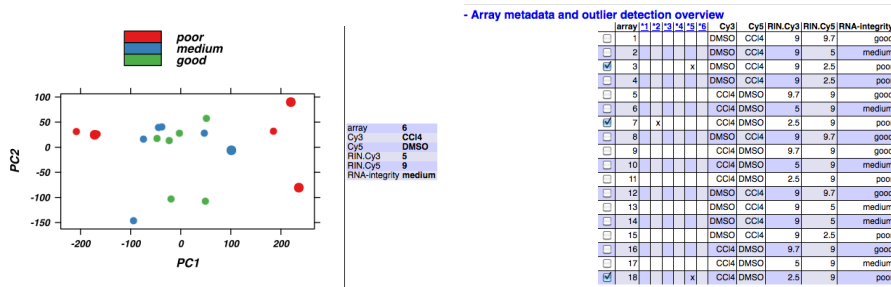 poor
medium
good
PC2
100
50
0
-50
-100
-150
-200
-100
0
100
200
PC1
array 6
Cy3 CCl4
Cy5 DMSO
RIN.Cy3 5
RIN.Cy5 9
RNA-integrity medium
- Array metadata and outlier detection overview
array *1 *2 *3 *4 *5 *6 Cy3 Cy5 RIN.Cy3 RIN.Cy5 RNA-integrity
1 DMSO CCl4 9 9.7 good
2 DMSO CCl4 9 5 medium
3 x DMSO CCl4 9 2.5 poor
4 DMSO CCl4 9 2.5 poor
5 CCl4 DMSO 9.7 9 good
6 CCl4 DMSO 5 9 medium
7 x CCl4 DMSO 2.5 9 poor
8 DMSO CCl4 9 9.7 good
9 CCl4 DMSO 9.7 9 good
10 CCl4 DMSO 5 9 medium
11 CCl4 DMSO 2.5 9 poor
12 DMSO CCl4 9 9.7 good
13 DMSO CCl4 9 5 medium
14 DMSO CCl4 9 5 medium
15 DMSO CCl4 9 2.5 poor
16 CCl4 DMSO 9.7 9 good
17 CCl4 DMSO 5 9 medium
18 x CCl4 DMSO 2.5 9 poor